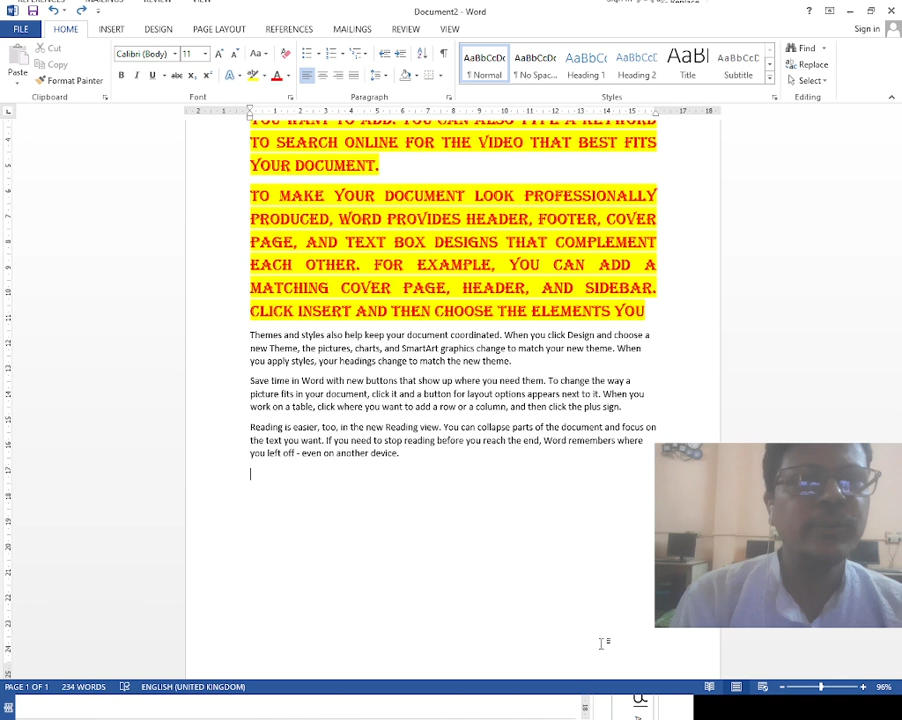 Document2 - Word
Sign in
FILE HOME INSERT DESIGN PAGE LAYOUT REFERENCES MAILINGS REVIEW VIEW
Paste
Cut
Copy
Format Painter
Clipboard
Calibri (Body) 11
Font
Paragraph
AaBbCcDc AaBbCcDc AaBbC AaBbCc AaBl AaBbCcC
¶ Normal ¶ No Spac... Heading 1 Heading 2 Title Subtitle
Styles
Find
Replace
Select
Editing
YOU WANT TO ADD. YOU CAN ALSO TYPE A KEYWORD
TO SEARCH ONLINE FOR THE VIDEO THAT BEST FITS
YOUR DOCUMENT.
TO MAKE YOUR DOCUMENT LOOK PROFESSIONALLY
PRODUCED, WORD PROVIDES HEADER, FOOTER, COVER
PAGE, AND TEXT BOX DESIGNS THAT COMPLEMENT
EACH OTHER. FOR EXAMPLE, YOU CAN ADD A
MATCHING COVER PAGE, HEADER, AND SIDEBAR.
CLICK INSERT AND THEN CHOOSE THE ELEMENTS YOU
Themes and styles also help keep your document coordinated. When you click Design and choose a
new Theme, the pictures, charts, and SmartArt graphics change to match your new theme. When
you apply styles, your headings change to match the new theme.
Save time in Word with new buttons that show up where you need them. To change the way a
picture fits in your document, click it and a button for layout options appears next to it. When you
work on a table, click where you want to add a row or a column, and then click the plus sign.
Reading is easier, too, in the new Reading view. You can collapse parts of the document and focus on
the text you want. If you need to stop reading before you reach the end, Word remembers where
you left off - even on another device.
PAGE 1 OF 1 234 WORDS ENGLISH (UNITED KINGDOM) 96%